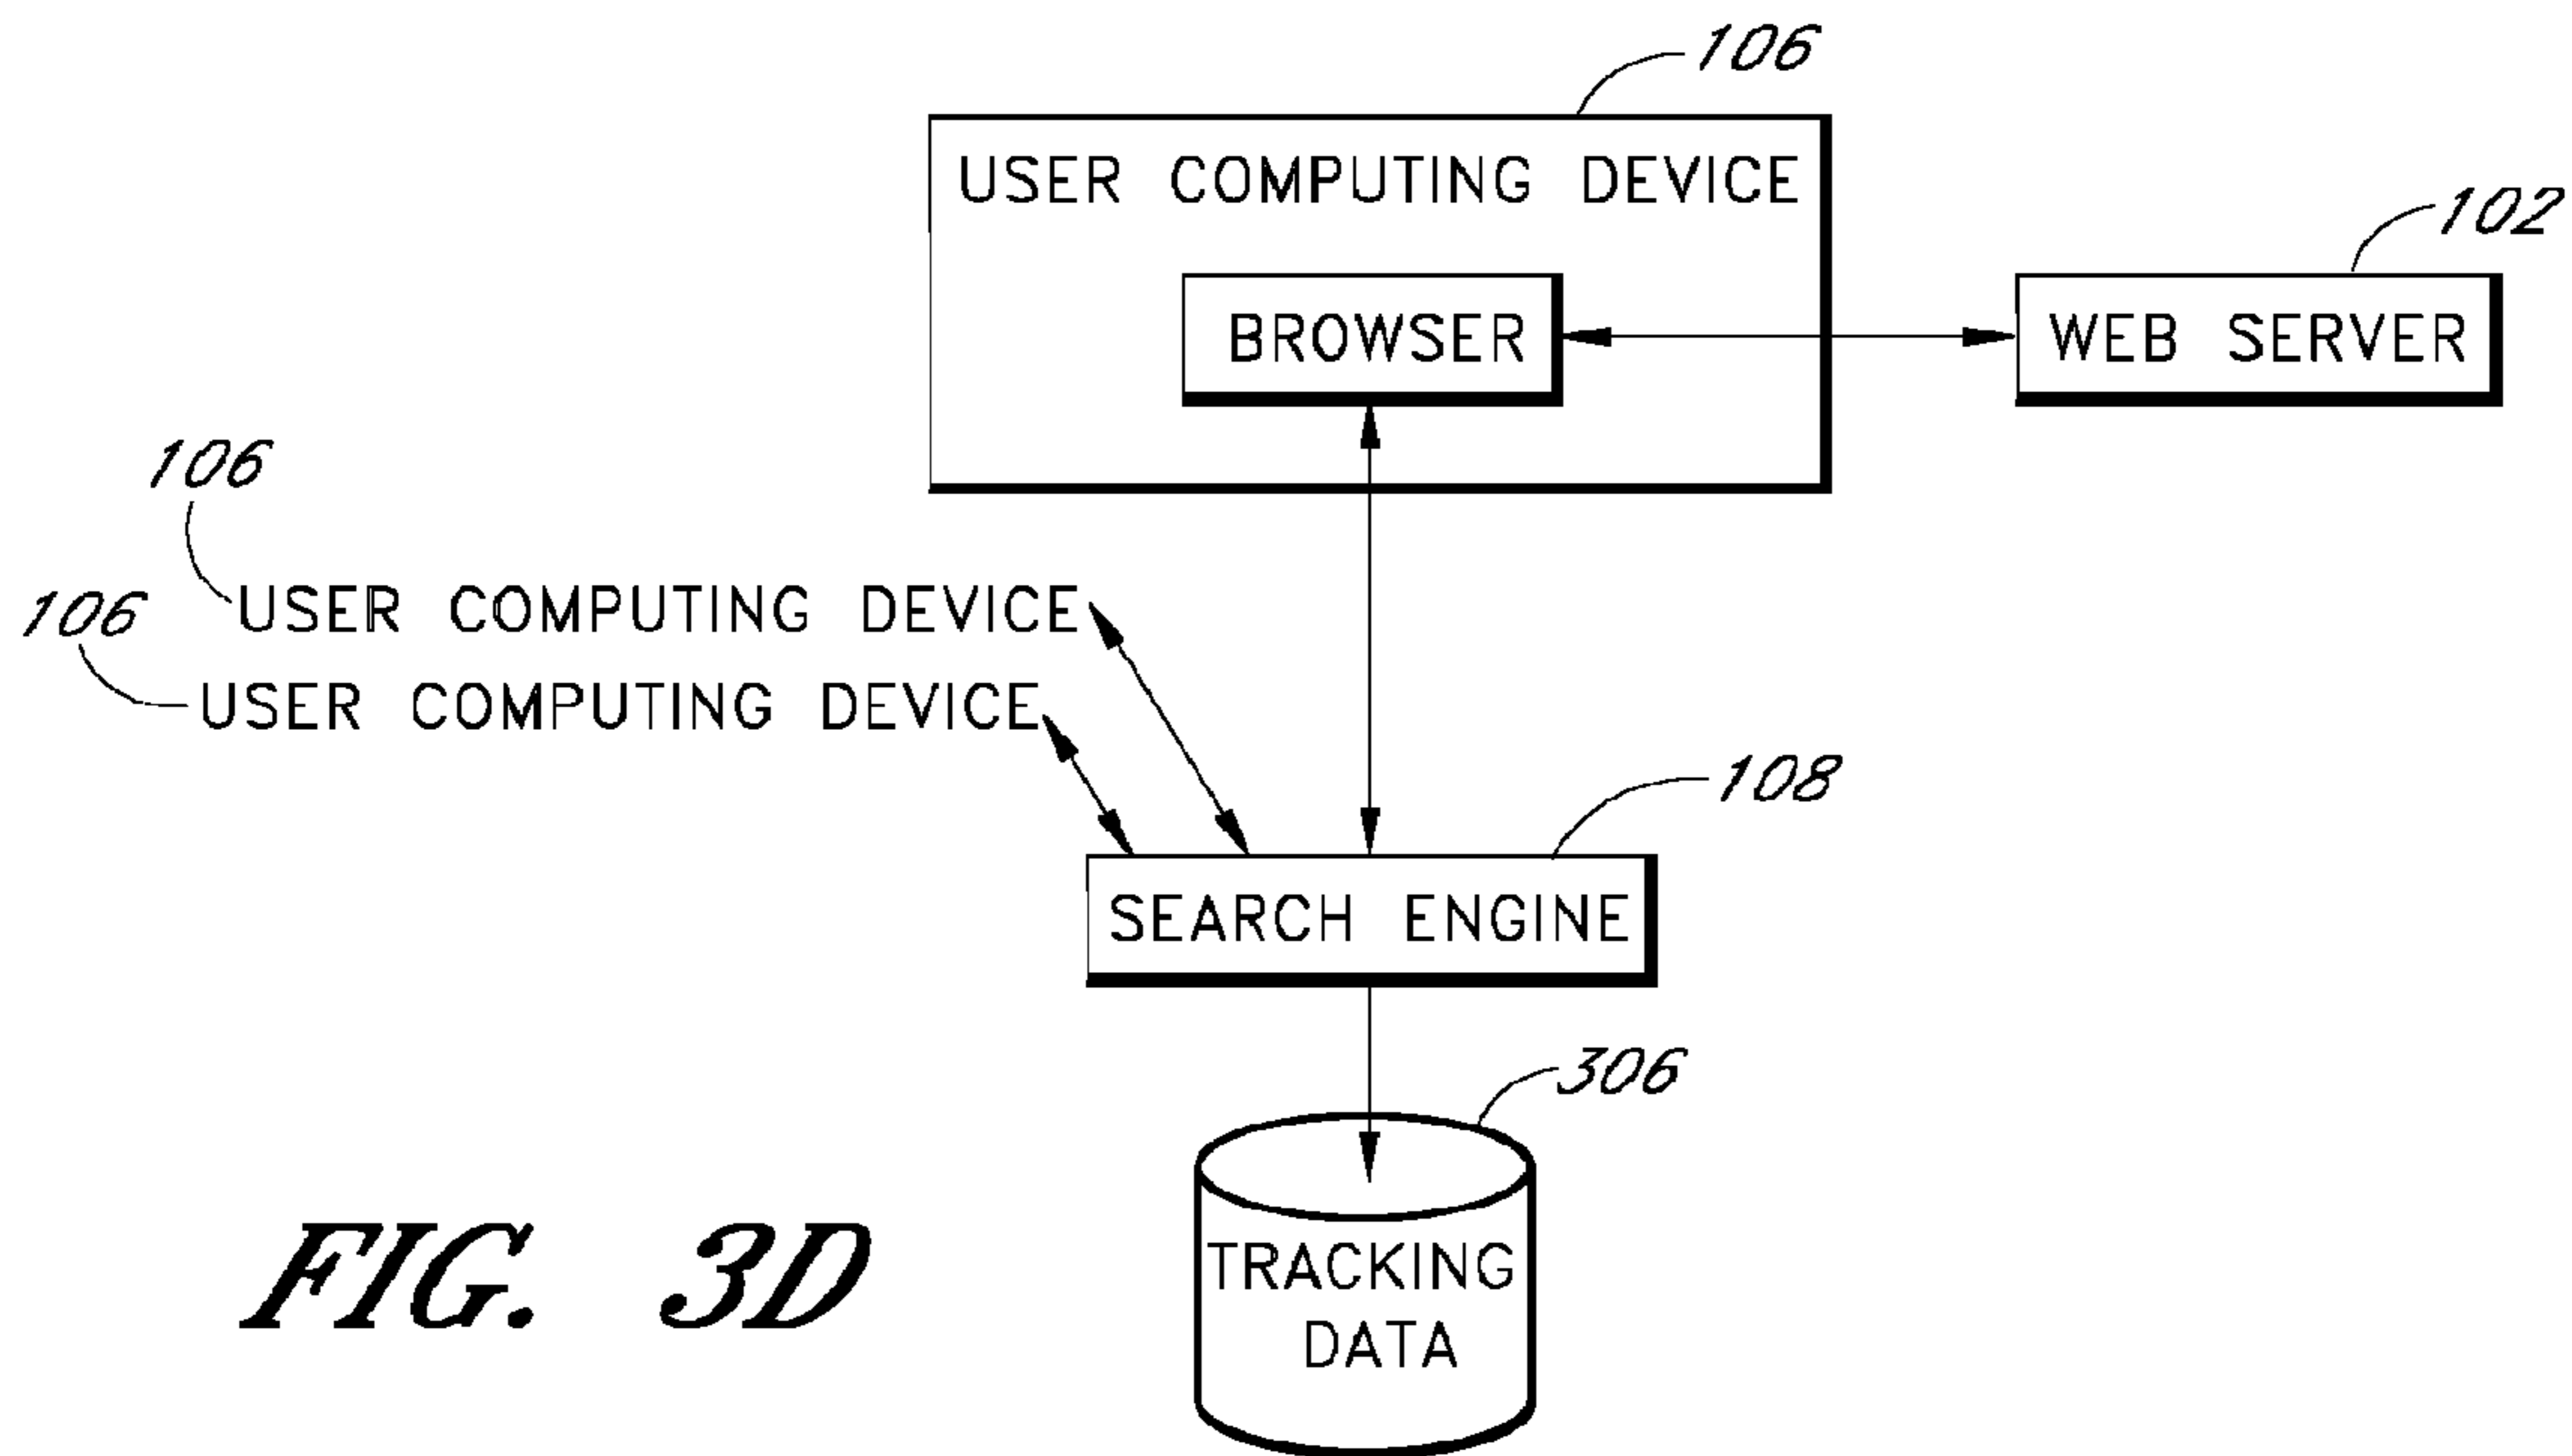 106
USER COMPUTING DEVICE
102
BROWSER
WEB SERVER
106
USER COMPUTING DEVICE
106
USER COMPUTING DEVICE
108
SEARCH ENGINE
306
TRACKING
DATA
FIG. 3D